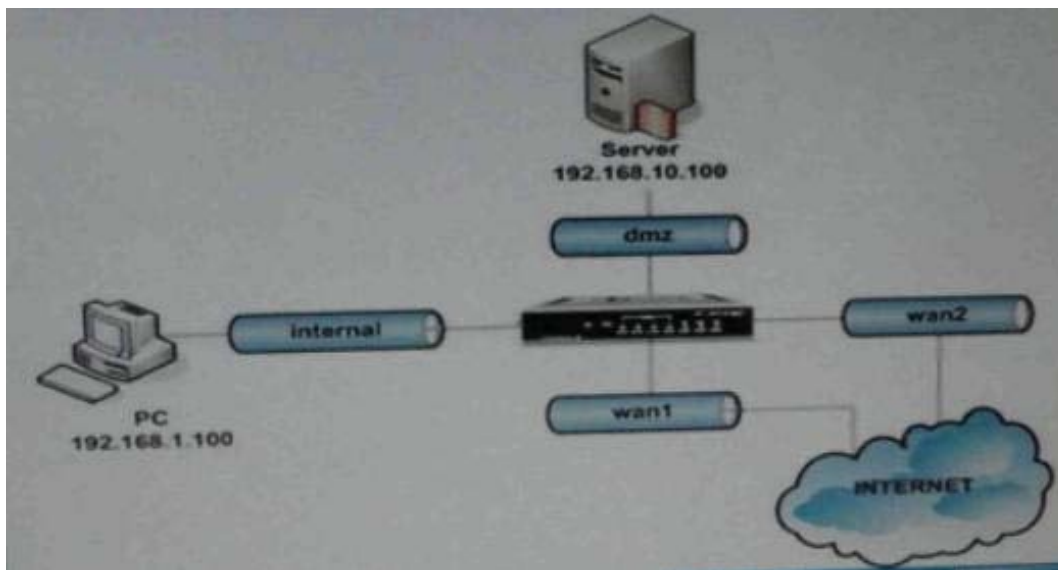 Server
192.168.10.100
dmz
internal
wan2
wan1
PC
192.168.1.100
INTERNET